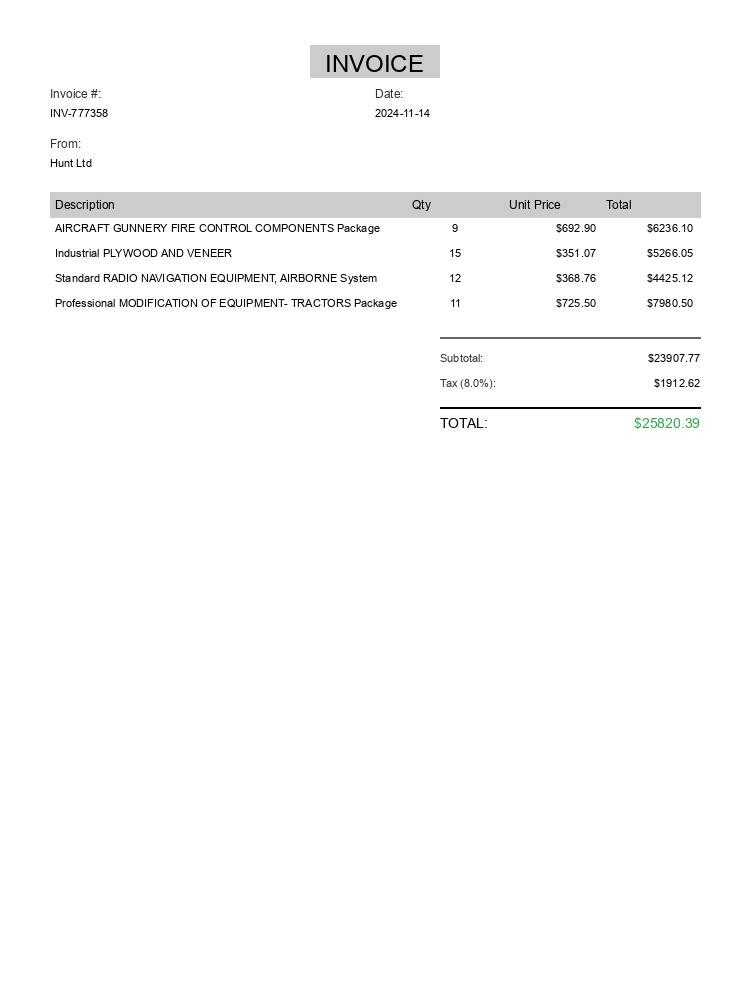 INVOICE
Invoice #: Date:
INV-777358 2024-11-14
From:
Hunt Ltd
Description Qty Unit Price Total
AIRCRAFT GUNNERY FIRE CONTROL COMPONENTS Package 9 $692.90 $6236.10
Industrial PLYWOOD AND VENEER 15 $351.07 $5266.05
Standard RADIO NAVIGATION EQUIPMENT, AIRBORNE System 12 $368.76 $4425.12
Professional MODIFICATION OF EQUIPMENT- TRACTORS Package 11 $725.50 $7980.50
Subtotal: $23907.77
Tax (8.0%): $1912.62
TOTAL: $25820.39